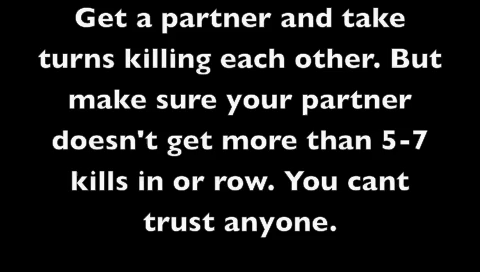 Get a partner and take
turns killing each other. But
make sure your partner
doesn't get more than 5-7
kills in or row. You cant
trust anyone.